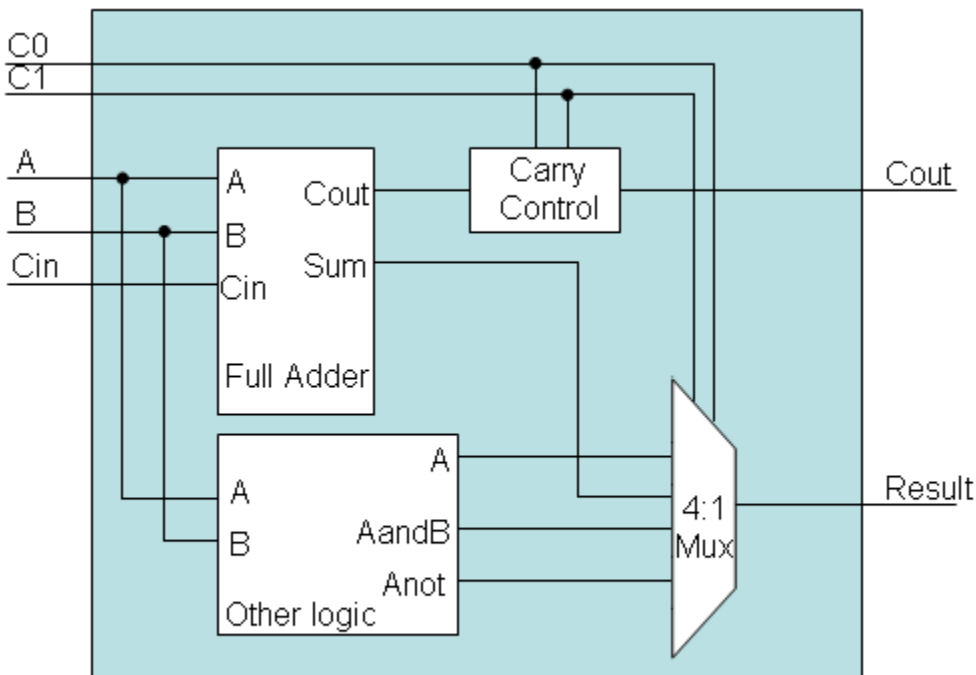 C0
C1
A
B
Cin
A
B
Cin
Cout
Sum
Full Adder
Carry
Control
Cout
A
B
A
AandB
Anot
Other logic
4:1
Mux
Result